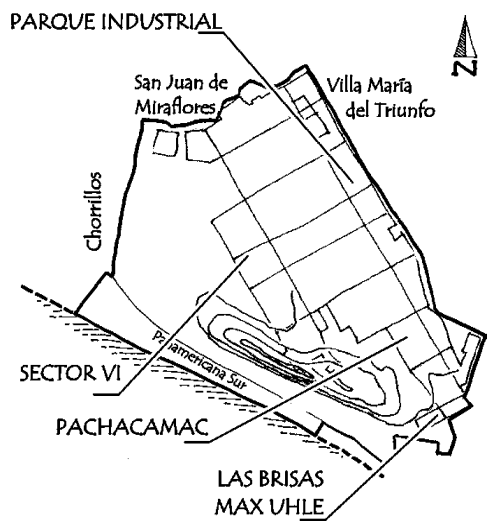 PARQUE INDUSTRIAL
N
San Juan de
Miraflores
Villa María
del Triunfo
Chorrillos
Panamericana Sur
SECTOR VI
PACHACAMAC
LAS BRISAS
MAX UHLE